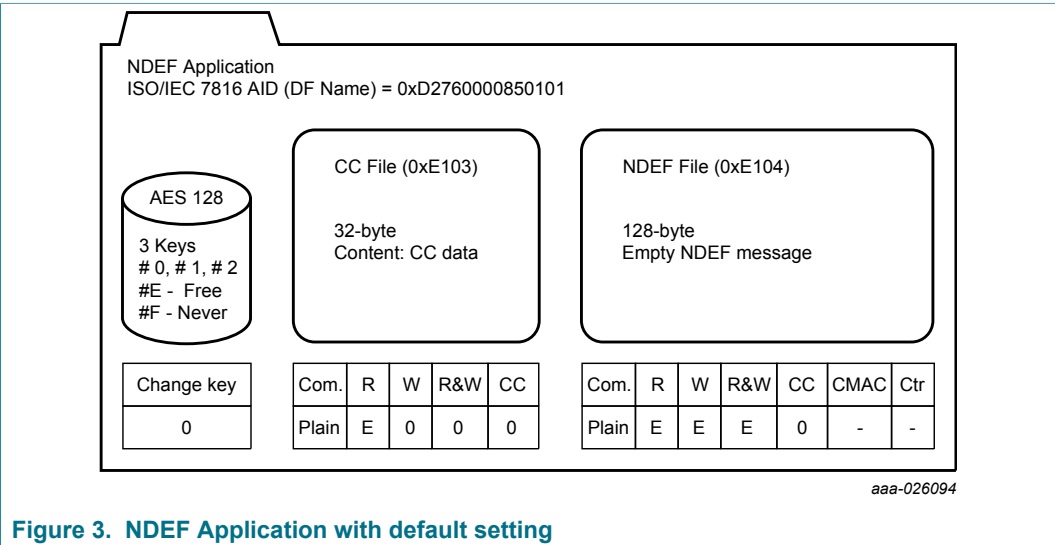 NDEF Application
ISO/IEC 7816 AID (DF Name) = 0xD2760000850101
AES 128
3 Keys
# 0, # 1, # 2
#E - Free
#F - Never
CC File (0xE103)
32-byte
Content: CC data
NDEF File (0xE104)
128-byte
Empty NDEF message
Change key
0
Com. R W R&W CC
Plain E 0 0 0
Com. R W R&W CC CMAC Ctr
Plain E E E 0 - -
aaa-026094
Figure 3. NDEF Application with default setting